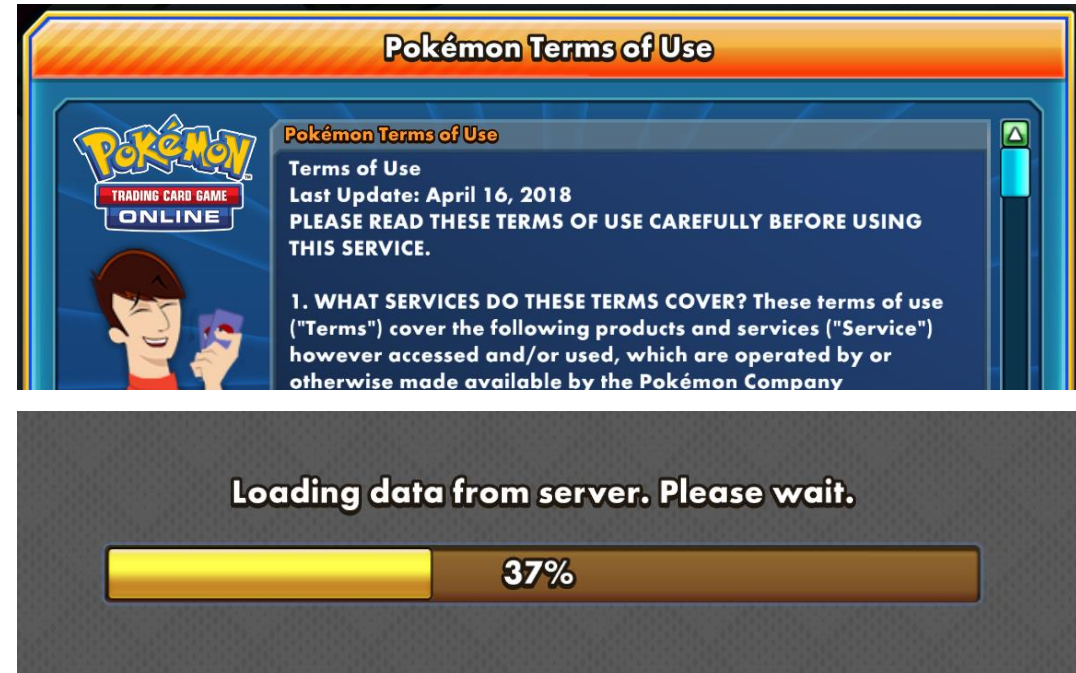 Pokémon Terms of Use
POKéMON
TRADING CARD GAME
ONLINE
Pokémon Terms of Use
Terms of Use
Last Update: April 16, 2018
PLEASE READ THESE TERMS OF USE CAREFULLY BEFORE USING
THIS SERVICE.
1. WHAT SERVICES DO THESE TERMS COVER? These terms of use
("Terms") cover the following products and services ("Service")
however accessed and/or used, which are operated by or
otherwise made available by the Pokémon Company
Loading data from server. Please wait.
37%